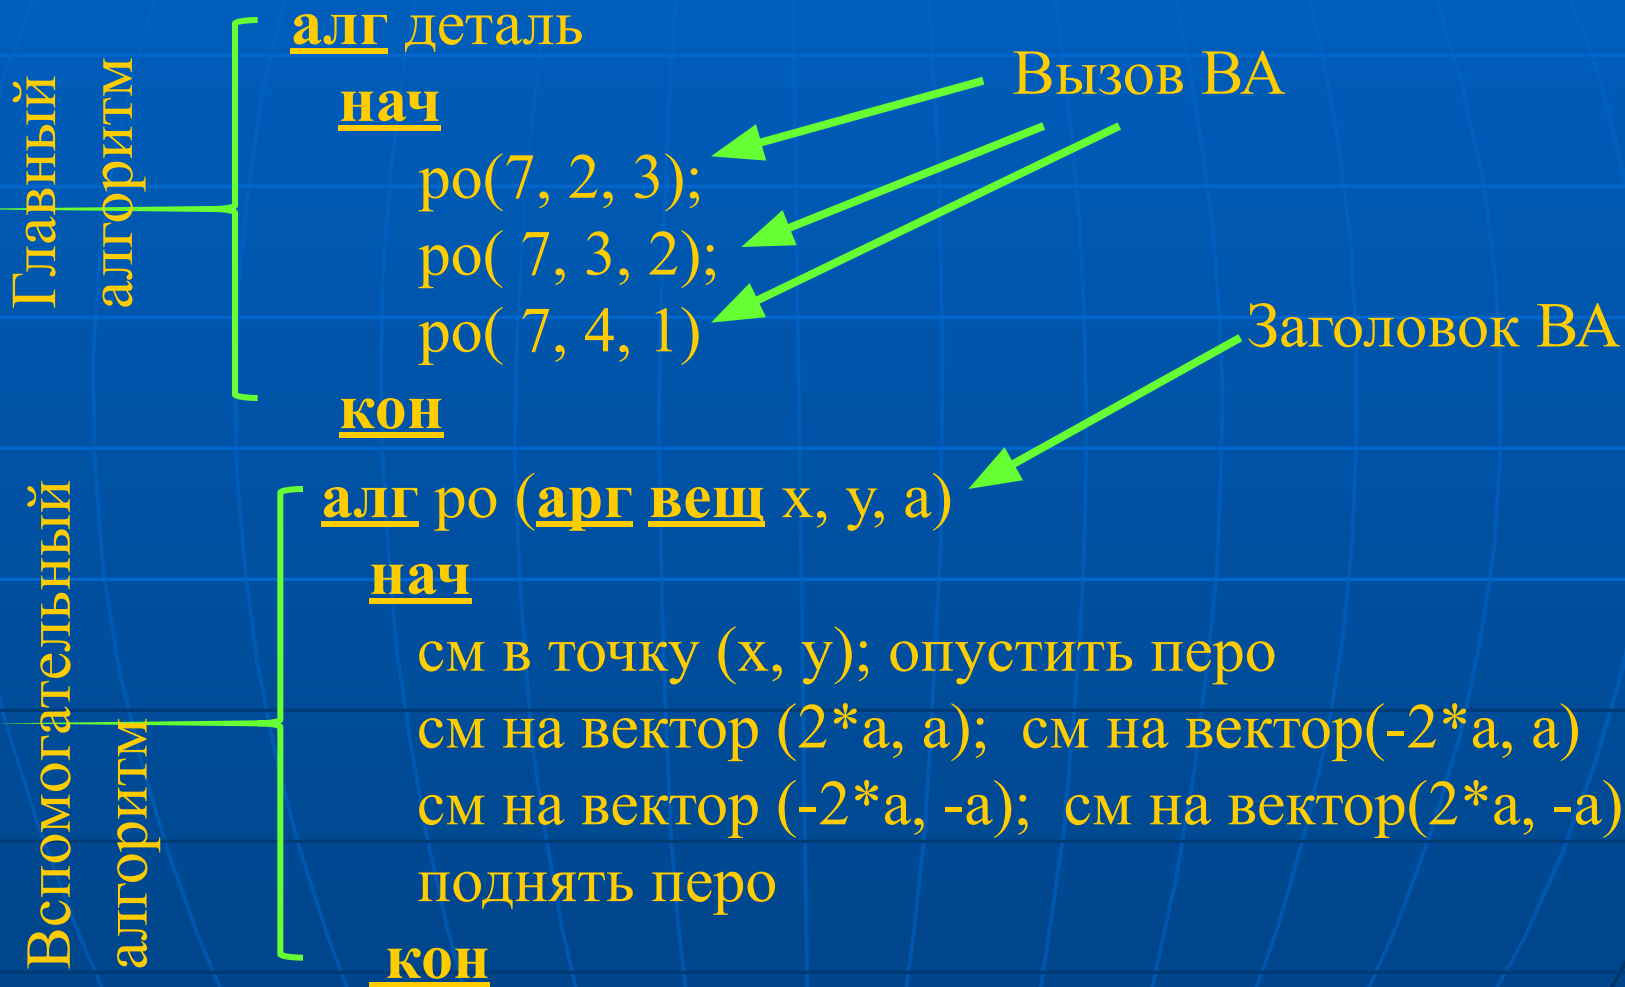 Главный
алгоритм
алг деталь
нач
Вызов ВА
ро(7, 2, 3);
ро( 7, 3, 2);
ро( 7, 4, 1)
кон
Заголовок ВА
Вспомогательный
алгоритм
алг ро (арг вещ х, у, а)
нач
см в точку (х, у); опустить перо
см на вектор (2*а, а); см на вектор(-2*а, а)
см на вектор (-2*а, -а); см на вектор(2*а, -а)
поднять перо
кон